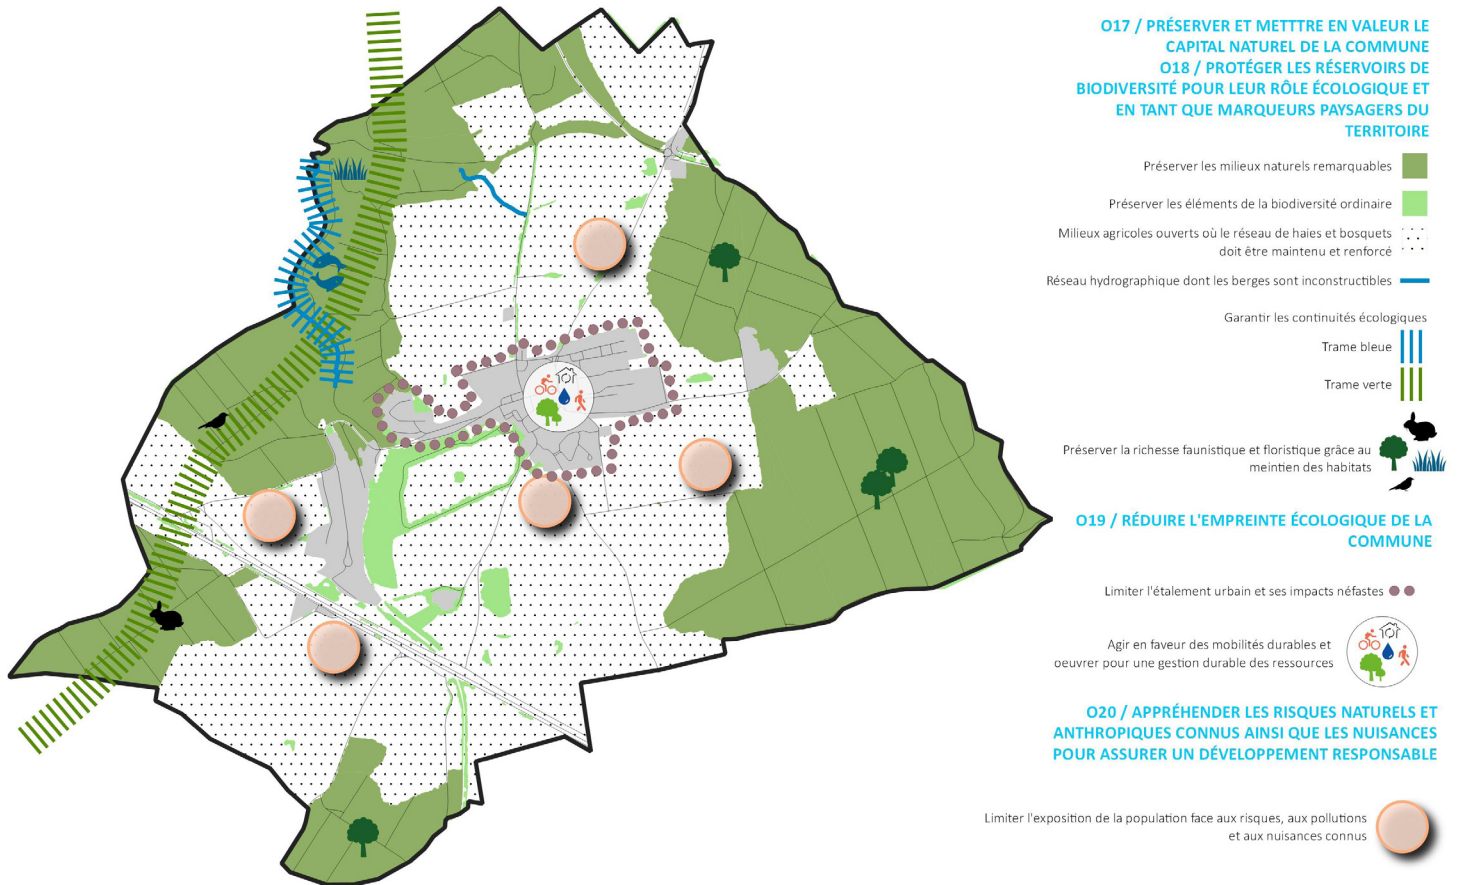 O17 / PRÉSERVER ET METTTRE EN VALEUR LE
CAPITAL NATUREL DE LA COMMUNE
O18 / PROTÉGER LES RÉSERVOIRS DE
BIODIVERSITÉ POUR LEUR RÔLE ÉCOLOGIQUE ET
EN TANT QUE MARQUEURS PAYSAGERS DU
TERRITOIRE
Préserver les milieux naturels remarquables
Préserver les éléments de la biodiversité ordinaire
Milieux agricoles ouverts où le réseau de haies et bosquets
doit être maintenu et renforcé
Réseau hydrographique dont les berges sont inconstructibles
Garantir les continuités écologiques
Trame bleue
Trame verte
Préserver la richesse faunistique et floristique grâce au
meintien des habitats
O19 / RÉDUIRE L'EMPREINTE ÉCOLOGIQUE DE LA
COMMUNE
Limiter l'étalement urbain et ses impacts néfastes
Agir en faveur des mobilités durables et
oeuvrer pour une gestion durable des ressources
O20 / APPRÉHENDER LES RISQUES NATURELS ET
ANTHROPIQUES CONNUS AINSI QUE LES NUISANCES
POUR ASSURER UN DÉVELOPPEMENT RESPONSABLE
Limiter l'exposition de la population face aux risques, aux pollutions
et aux nuisances connus